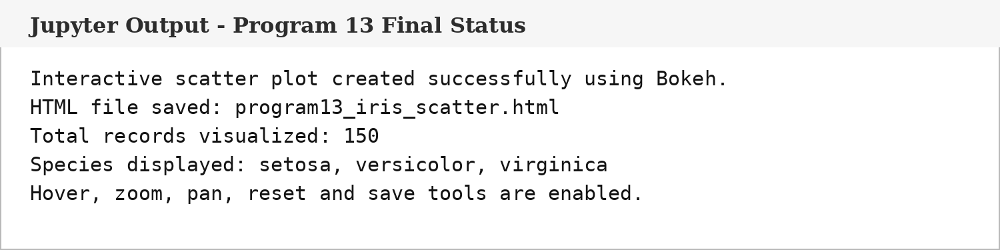 Jupyter Output - Program 13 Final Status
Interactive scatter plot created successfully using Bokeh.
HTML file saved: program13_iris_scatter.html
Total records visualized: 150
Species displayed: setosa, versicolor, virginica
Hover, zoom, pan, reset and save tools are enabled.